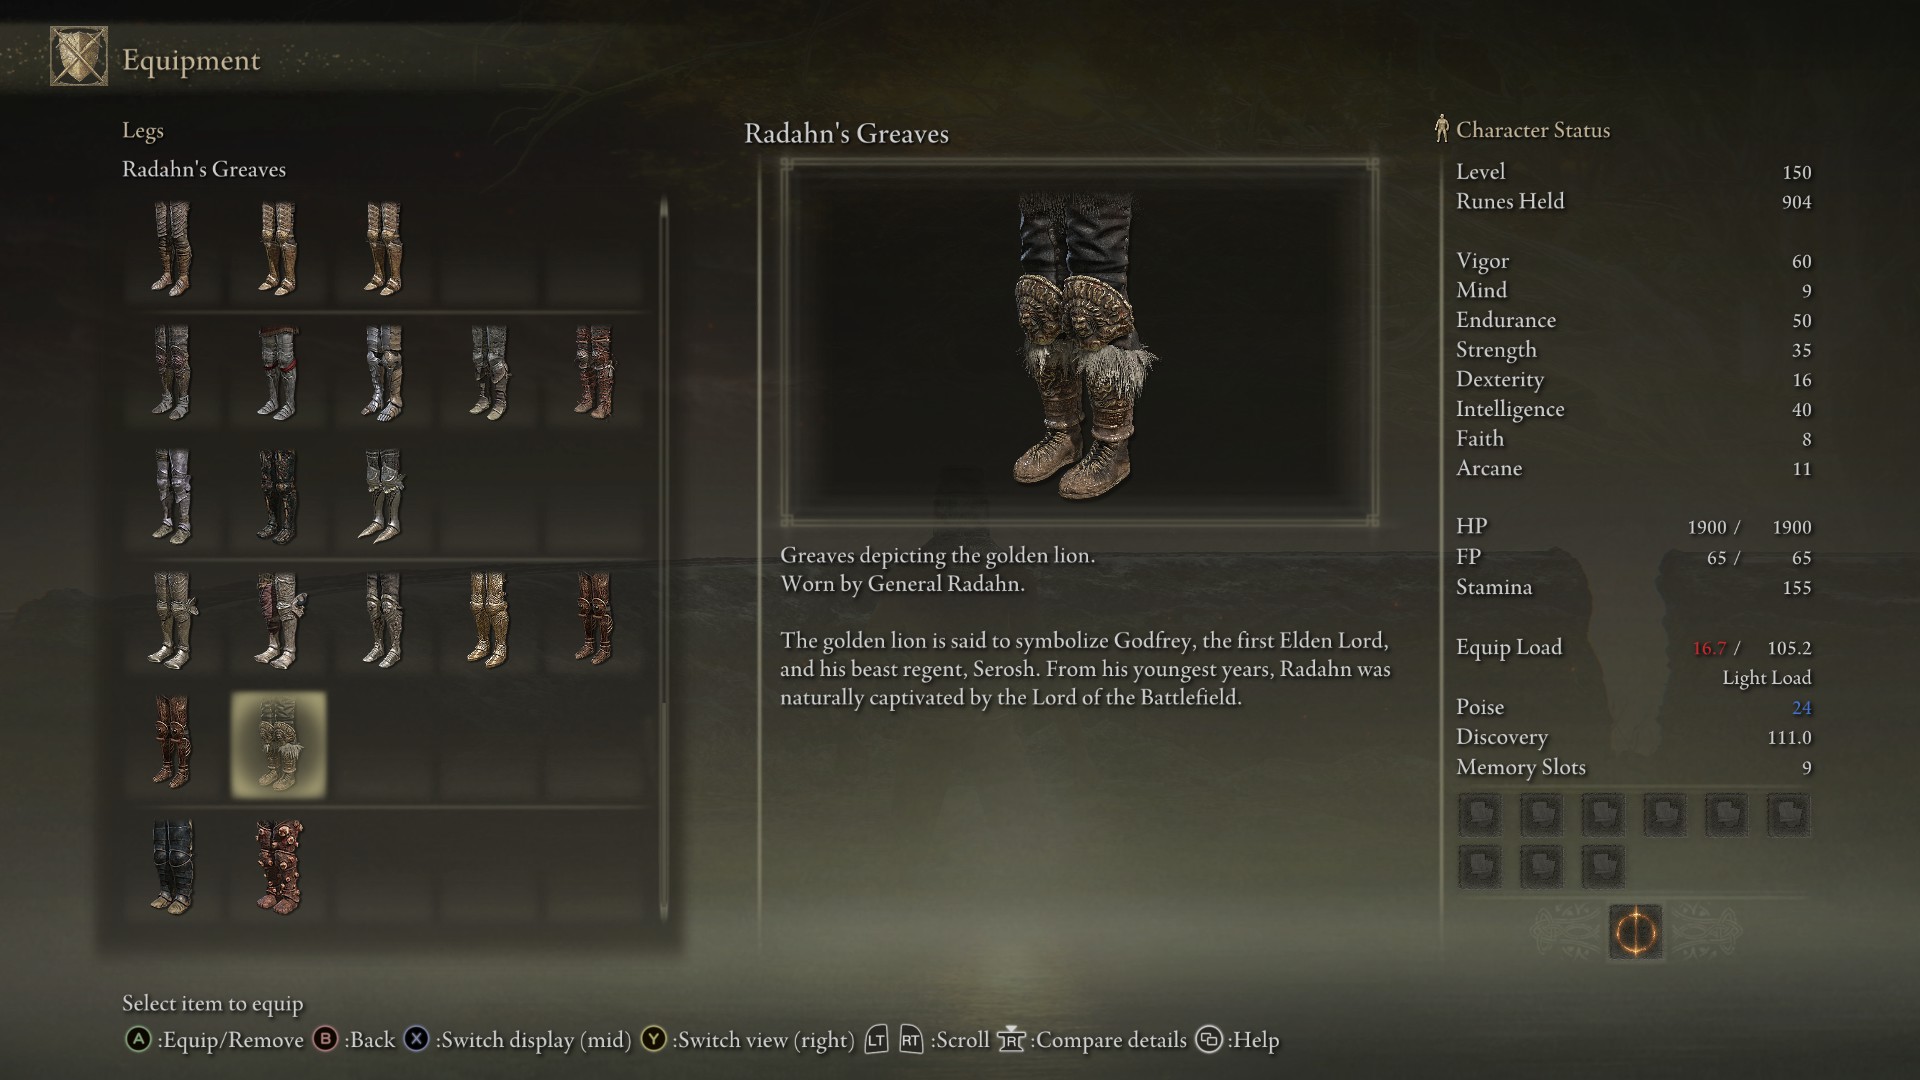 Equipment
Legs
Radahn's Greaves
Radahn's Greaves
Greaves depicting the golden lion.
Worn by General Radahn.
The golden lion is said to symbolize Godfrey, the first Elden Lord,
and his beast regent, Serosh. From his youngest years, Radahn was
naturally captivated by the Lord of the Battlefield.
Character Status
Level 150
Runes Held 904
Vigor 60
Mind 9
Endurance 50
Strength 35
Dexterity 16
Intelligence 40
Faith 8
Arcane 11
HP 1900 / 1900
FP 65 / 65
Stamina 155
Equip Load 16.7 / 105.2
Light Load
Poise 24
Discovery 111.0
Memory Slots 9
Select item to equip
A :Equip/Remove B :Back X :Switch display (mid) Y :Switch view (right) LT RT :Scroll R :Compare details :Help